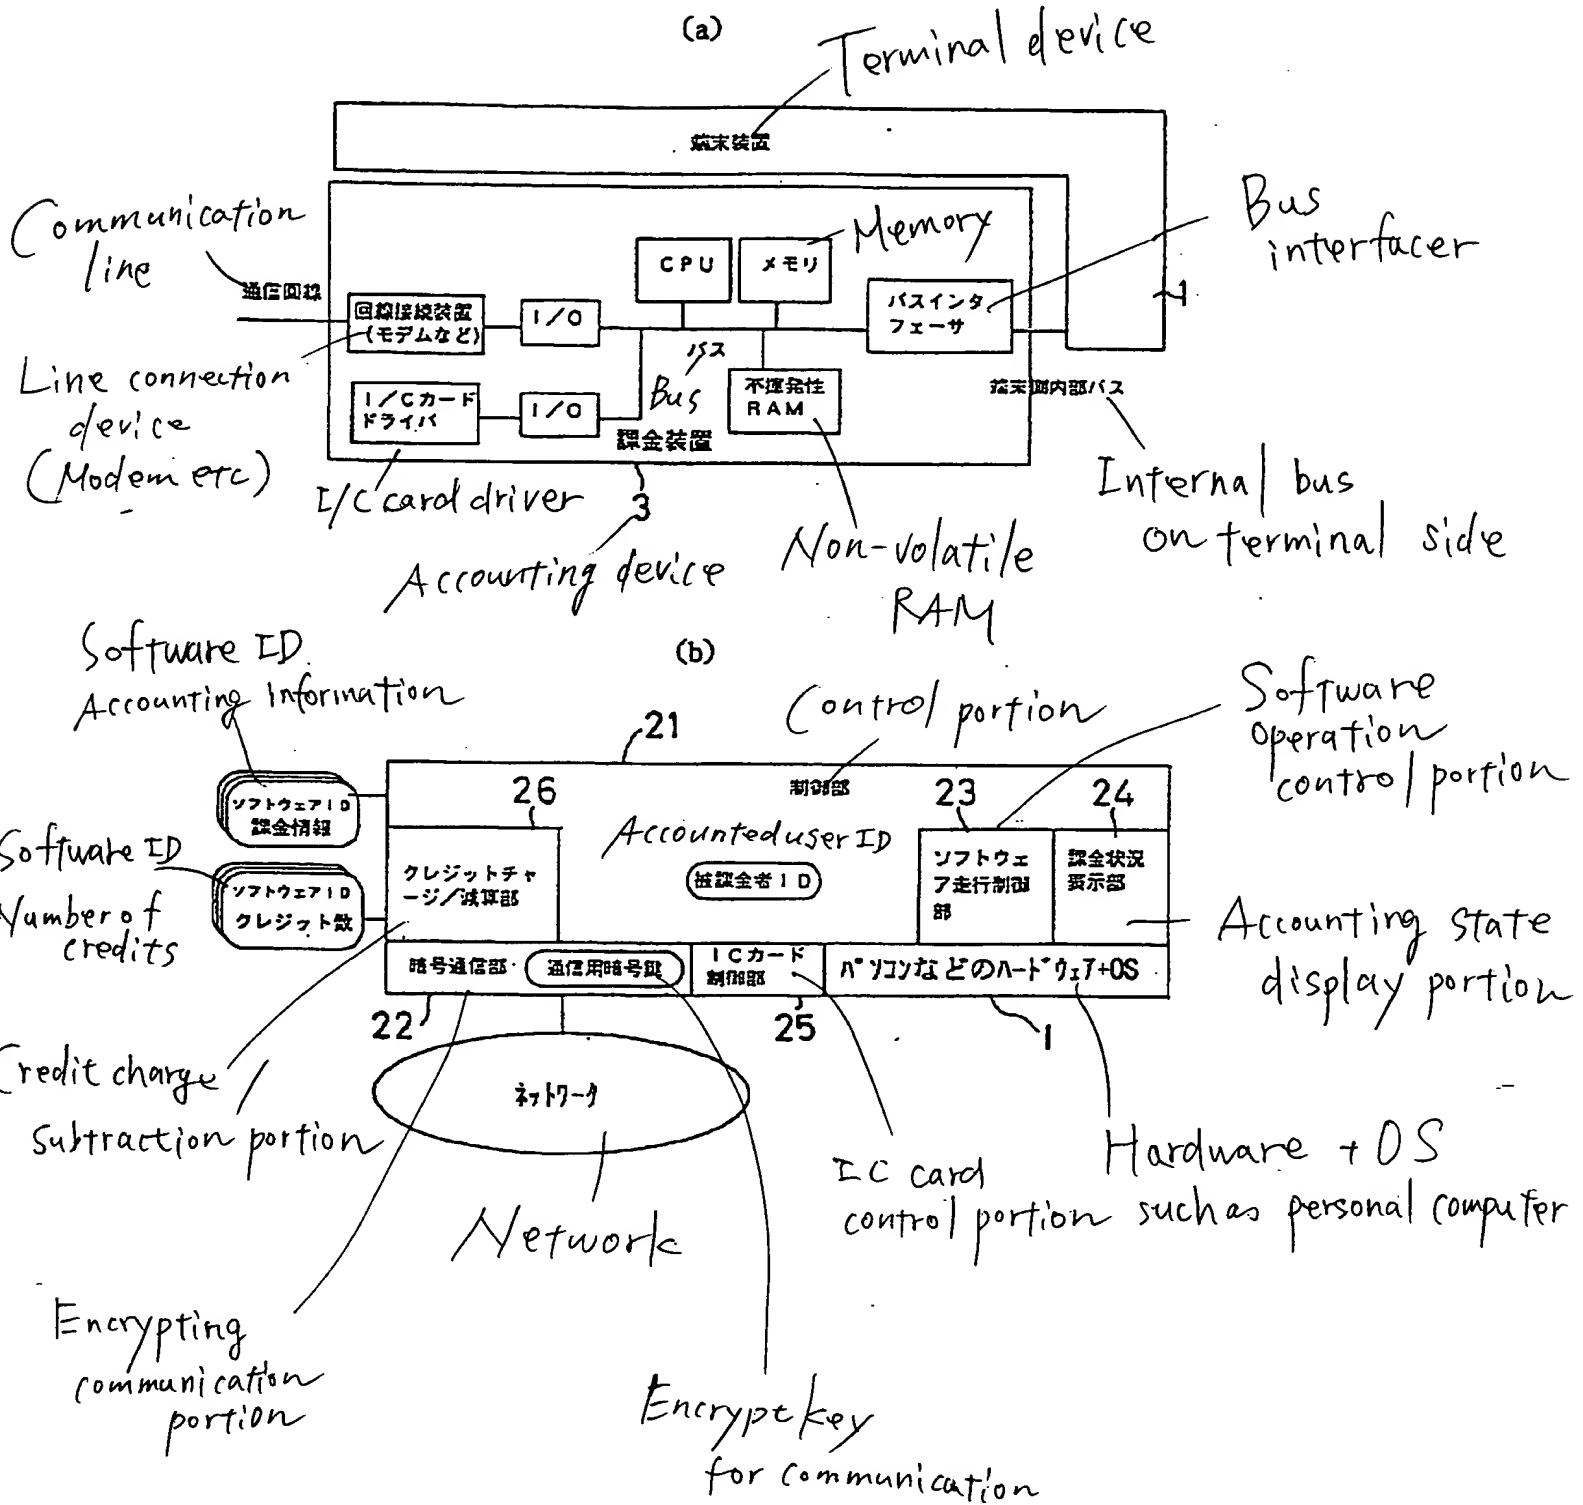 (a)
Terminal device
端末装置
Communication
line
通信回線
Memory
Bus
interfacer
CPU
メモリ
バスインタ
フェーサ
1
回線接続装置
(モデムなど)
I/O
バス
Bus
Line connection
device
(Modem etc)
I/Cカード
ドライバ
I/O
不揮発性
RAM
課金装置
端末側内部バス
I/C card driver
3
Accounting device
Non-volatile
RAM
Internal bus
on terminal side
(b)
Software ID
Accounting information
21
Control portion
Software
operation
control portion
制御部
26
23
24
ソフトウェアID
課金情報
Accounted user ID
被課金者ID
クレジットチャ
ージ/減算部
ソフトウェ
ア走行制御
部
課金状況
表示部
Software ID
Number of
credits
ソフトウェアID
クレジット数
Accounting state
display portion
暗号通信部
通信用暗号鍵
ICカード
制御部
パソコンなどのハードウェア+OS
22
25
1
Credit charge /
subtraction portion
ネットワーク
Network
IC card
control portion
Hardware + OS
such as personal computer
Encrypting
communication
portion
Encrypt key
for communication